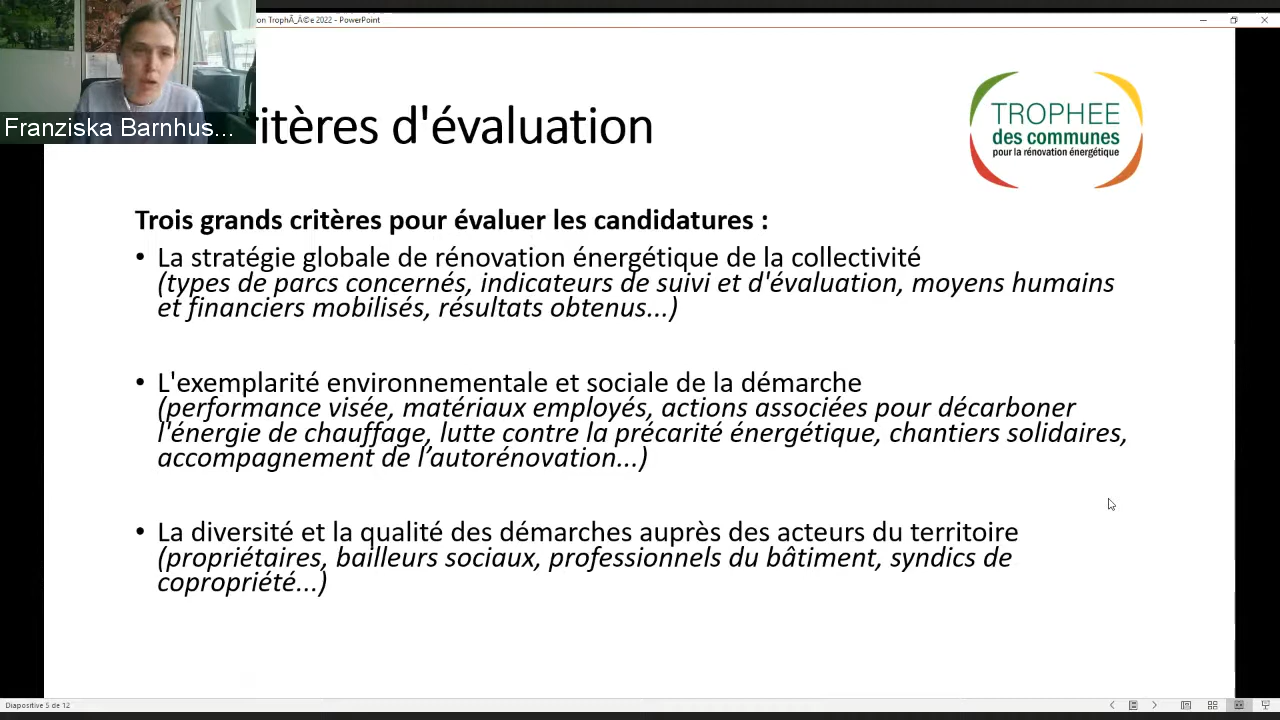 on TrophÃ_Ã©e 2022 - PowerPoint
Franziska Barnhus...
ritères d'évaluation
TROPHEE
des communes
pour la rénovation énergétique
Trois grands critères pour évaluer les candidatures :
• La stratégie globale de rénovation énergétique de la collectivité
(types de parcs concernés, indicateurs de suivi et d'évaluation, moyens humains
et financiers mobilisés, résultats obtenus...)
• L'exemplarité environnementale et sociale de la démarche
(performance visée, matériaux employés, actions associées pour décarboner
l'énergie de chauffage, lutte contre la précarité énergétique, chantiers solidaires,
accompagnement de l’autorénovation...)
• La diversité et la qualité des démarches auprès des acteurs du territoire
(propriétaires, bailleurs sociaux, professionnels du bâtiment, syndics de
copropriété...)
Diapositive 5 de 12